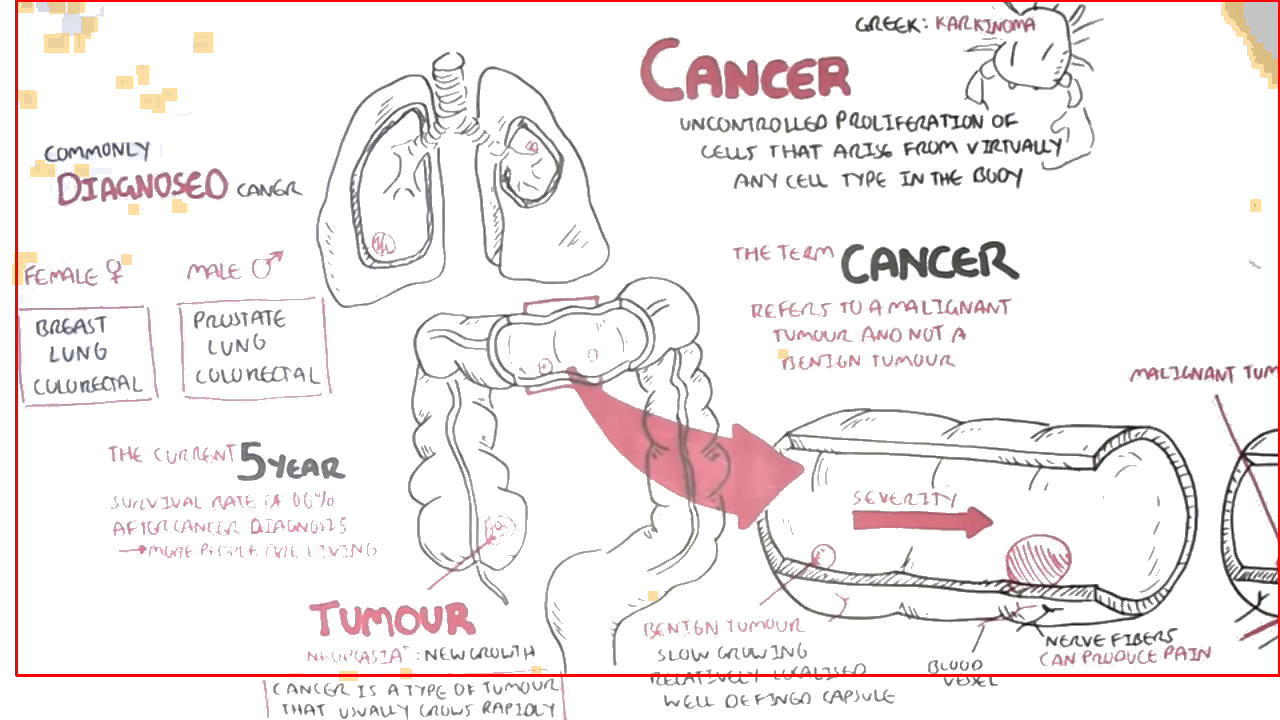 GREEK: KARKINOMA
CANCER
UNCONTROLLED PROLIFERATION OF
CELLS THAT ARISE FROM VIRTUALLY
ANY CELL TYPE IN THE BODY
COMMONLY
DIAGNOSED CANER
FEMALE ♀
BREAST
LUNG
COLORECTAL
MALE ♂
PROSTATE
LUNG
COLORECTAL
THE TERM CANCER
REFERS TO A MALIGNANT
TUMOUR AND NOT A
BENIGN TUMOUR
THE CURRENT 5 YEAR
SURVIVAL RATE IS 66%
AFTER CANCER DIAGNOSIS
→ MORE PEOPLE ARE LIVING
MALIGNANT TUM
SEVERITY
TUMOUR
NEOPLASIA": NEW GROWTH
CANCER IS A TYPE OF TUMOUR
THAT USUALLY GROWS RAPIDLY
BENIGN TUMOUR
SLOW GROWING
RELATIVELY LOCALISED
WELL DEFINED CAPSULE
BLOOD
VESSEL
NERVE FIBERS
CAN PRODUCE PAIN